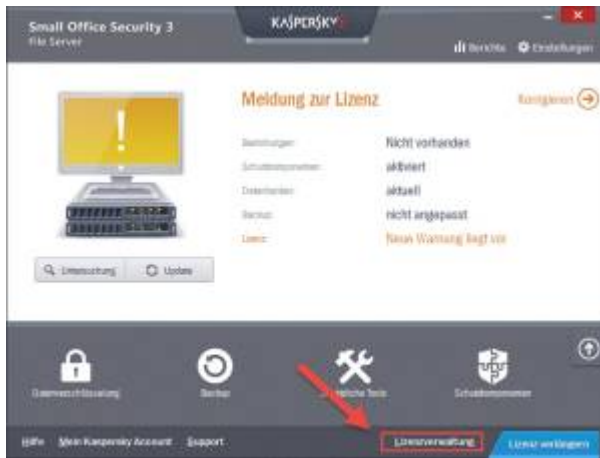 Small Office Security 3
File Server
KASPERSKY
Berichte Einstellungen
Meldung zur Lizenz
Korrigieren
Bedrohungen: Nicht vorhanden
Schutzkomponenten: aktiviert
Datenbanken: aktuell
Backup: nicht angepasst
Lizenz: Neue Warnung liegt vor
Untersuchung Update
Datenverschlüsselung
Backup
Tools
Schutzkomponenten
Hilfe Mein Kaspersky Account Support
Lizenzverwaltung
Lizenz verlängern